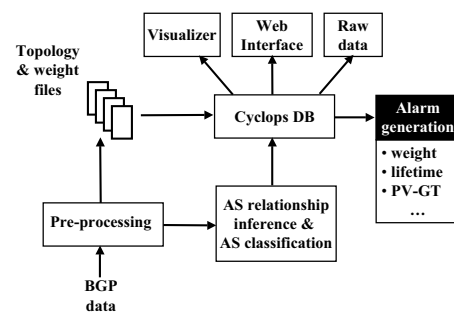 Visualizer
Web
Interface
Raw
data
Topology
& weight
files
Cyclops DB
Alarm
generation
• weight
• lifetime
• PV-GT
...
Pre-processing
AS relationship
inference &
AS classification
BGP
data